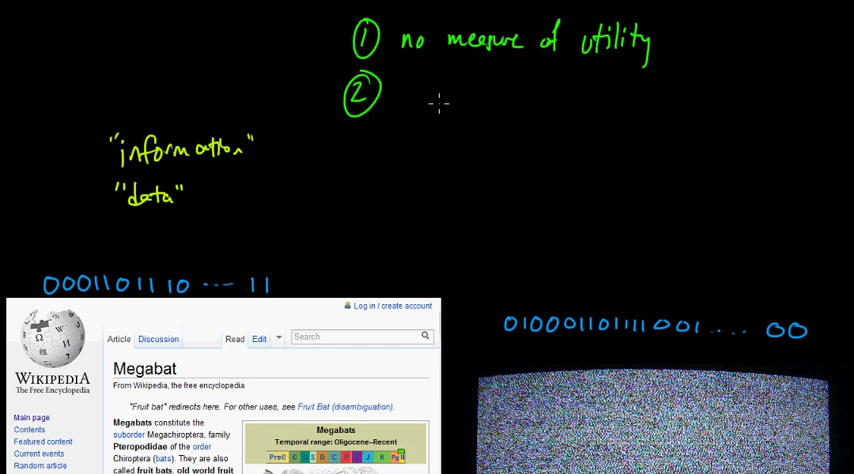 ① no measure of utility
②
"information"
"data"
0001101110 ... 11
010001101111001.... 00
Log in / create account
Article Discussion Read Edit Search
WIKIPEDIA
The Free Encyclopedia
Main page
Contents
Featured content
Current events
Random article
Megabat
From Wikipedia, the free encyclopedia
"Fruit bat" redirects here. For other uses, see Fruit Bat (disambiguation).
Megabats constitute the
suborder Megachiroptera, family
Pteropodidae of the order
Chiroptera (bats). They are also
called fruit bats, old world fruit
Megabats
Temporal range: Oligocene–Recent
PreЄ Є O S D C P T J K Pg N